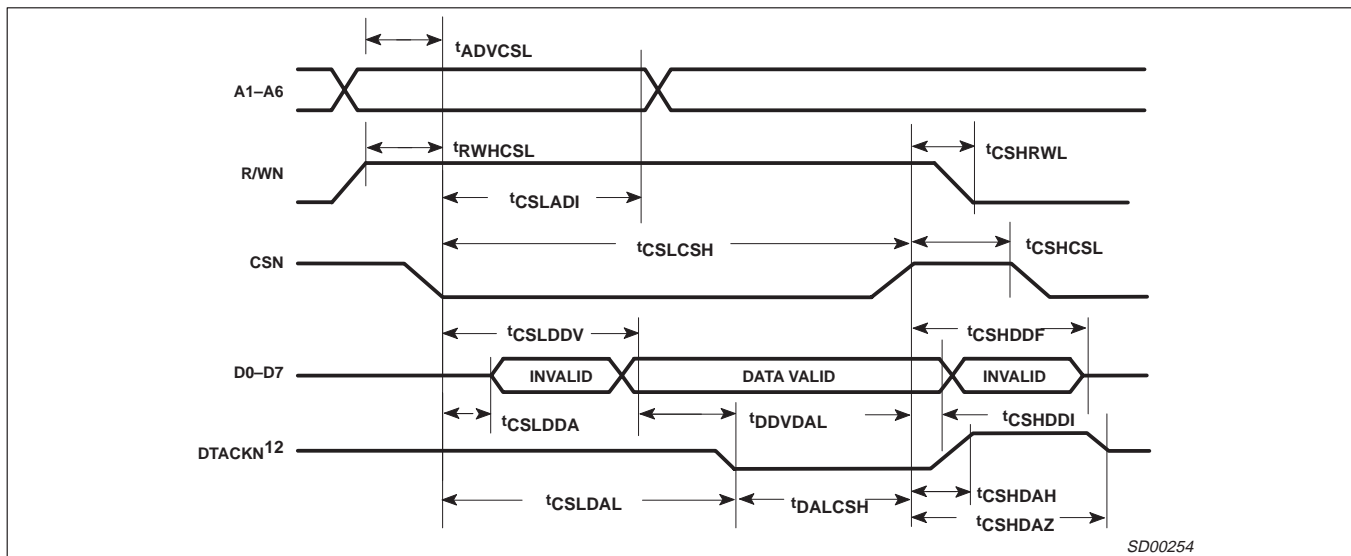 tADVCSL
A1–A6
tRWHCSL
tCSHRWL
R/WN
tCSLADI
tCSLCSH
tCSHCSL
CSN
tCSLDDV
tCSHDDF
D0–D7
INVALID
DATA VALID
INVALID
tCSLDDA
tDDVDAL
tCSHDDI
DTACKN12
tCSLDAL
tDALCSH
tCSHDAH
tCSHDAZ
SD00254